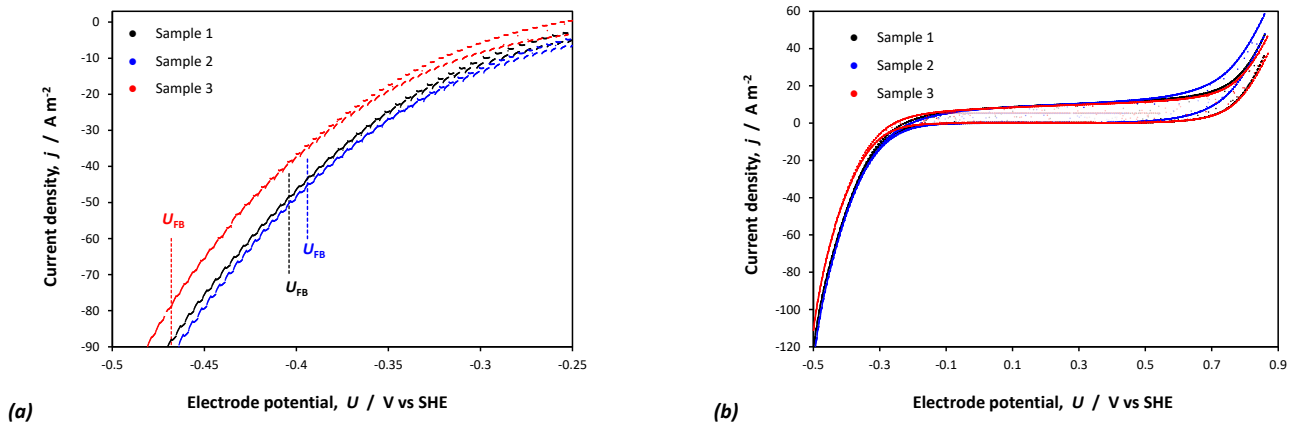 0
-10
-20
-30
-40
-50
-60
-70
-80
-90
-0.5
-0.45
-0.4
-0.35
-0.3
-0.25
Current density, j / A m-2
Electrode potential, U / V vs SHE
Sample 1
Sample 2
Sample 3
UFB
UFB
UFB
(a)
60
40
20
0
-20
-40
-60
-80
-100
-120
-0.5
-0.3
-0.1
0.1
0.3
0.5
0.7
0.9
Current density, j / A m-2
Electrode potential, U / V vs SHE
Sample 1
Sample 2
Sample 3
(b)